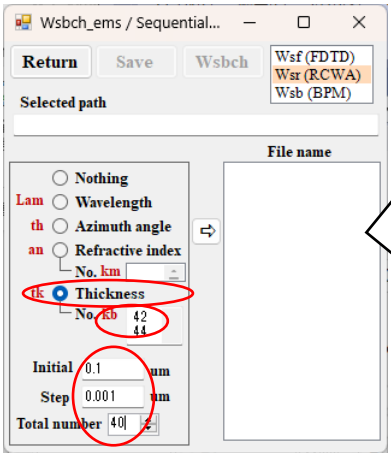 Wsbch_ems / Sequential...
Return Save Wsbch
Wsf (FDTD)
Wsr (RCWA)
Wsb (BPM)
Selected path
File name
Nothing
Lam Wavelength
th Azimuth angle
an Refractive index
No. km
tk Thickness
No. kb 42
44
Initial 0.1 um
Step 0.001 um
Total number 40